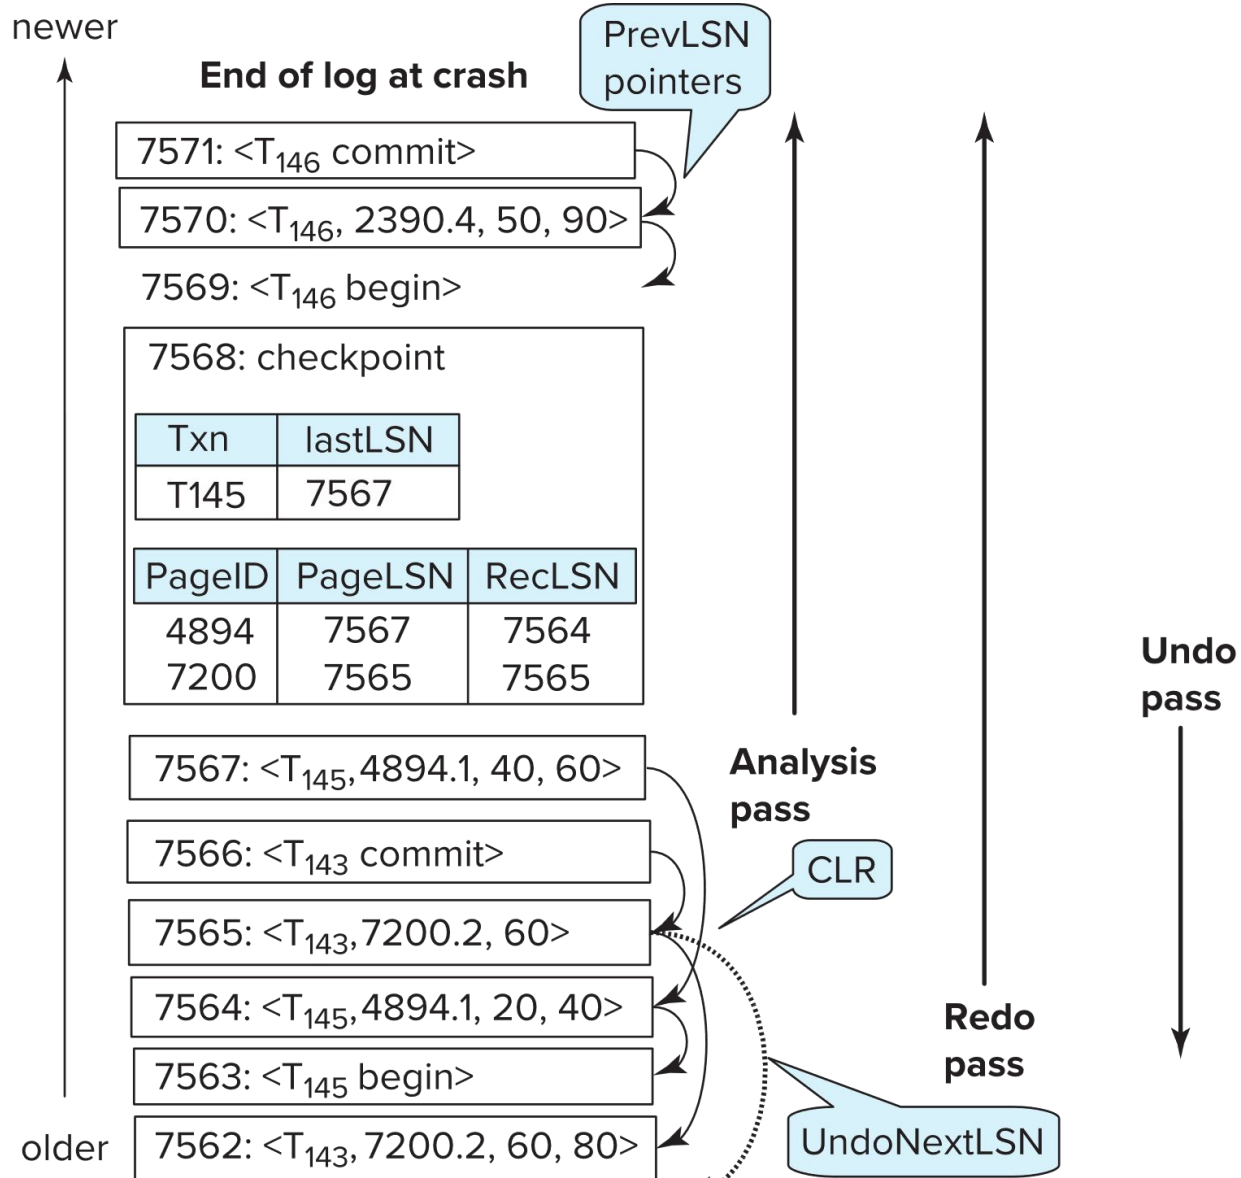 newer
PrevLSN
pointers
End of log at crash
7571: <T146 commit>
7570: <T146, 2390.4, 50, 90>
7569: <T146 begin>
7568: checkpoint
Txn lastLSN
T145 7567
PageID PageLSN RecLSN
4894 7567 7564
7200 7565 7565
Undo
pass
7567: <T145,4894.1, 40, 60>
Analysis
pass
7566: <T143 commit>
CLR
7565: <T143,7200.2, 60>
7564: <T145,4894.1, 20, 40>
Redo
pass
7563: <T145 begin>
older
7562: <T143,7200.2, 60, 80>
UndoNextLSN